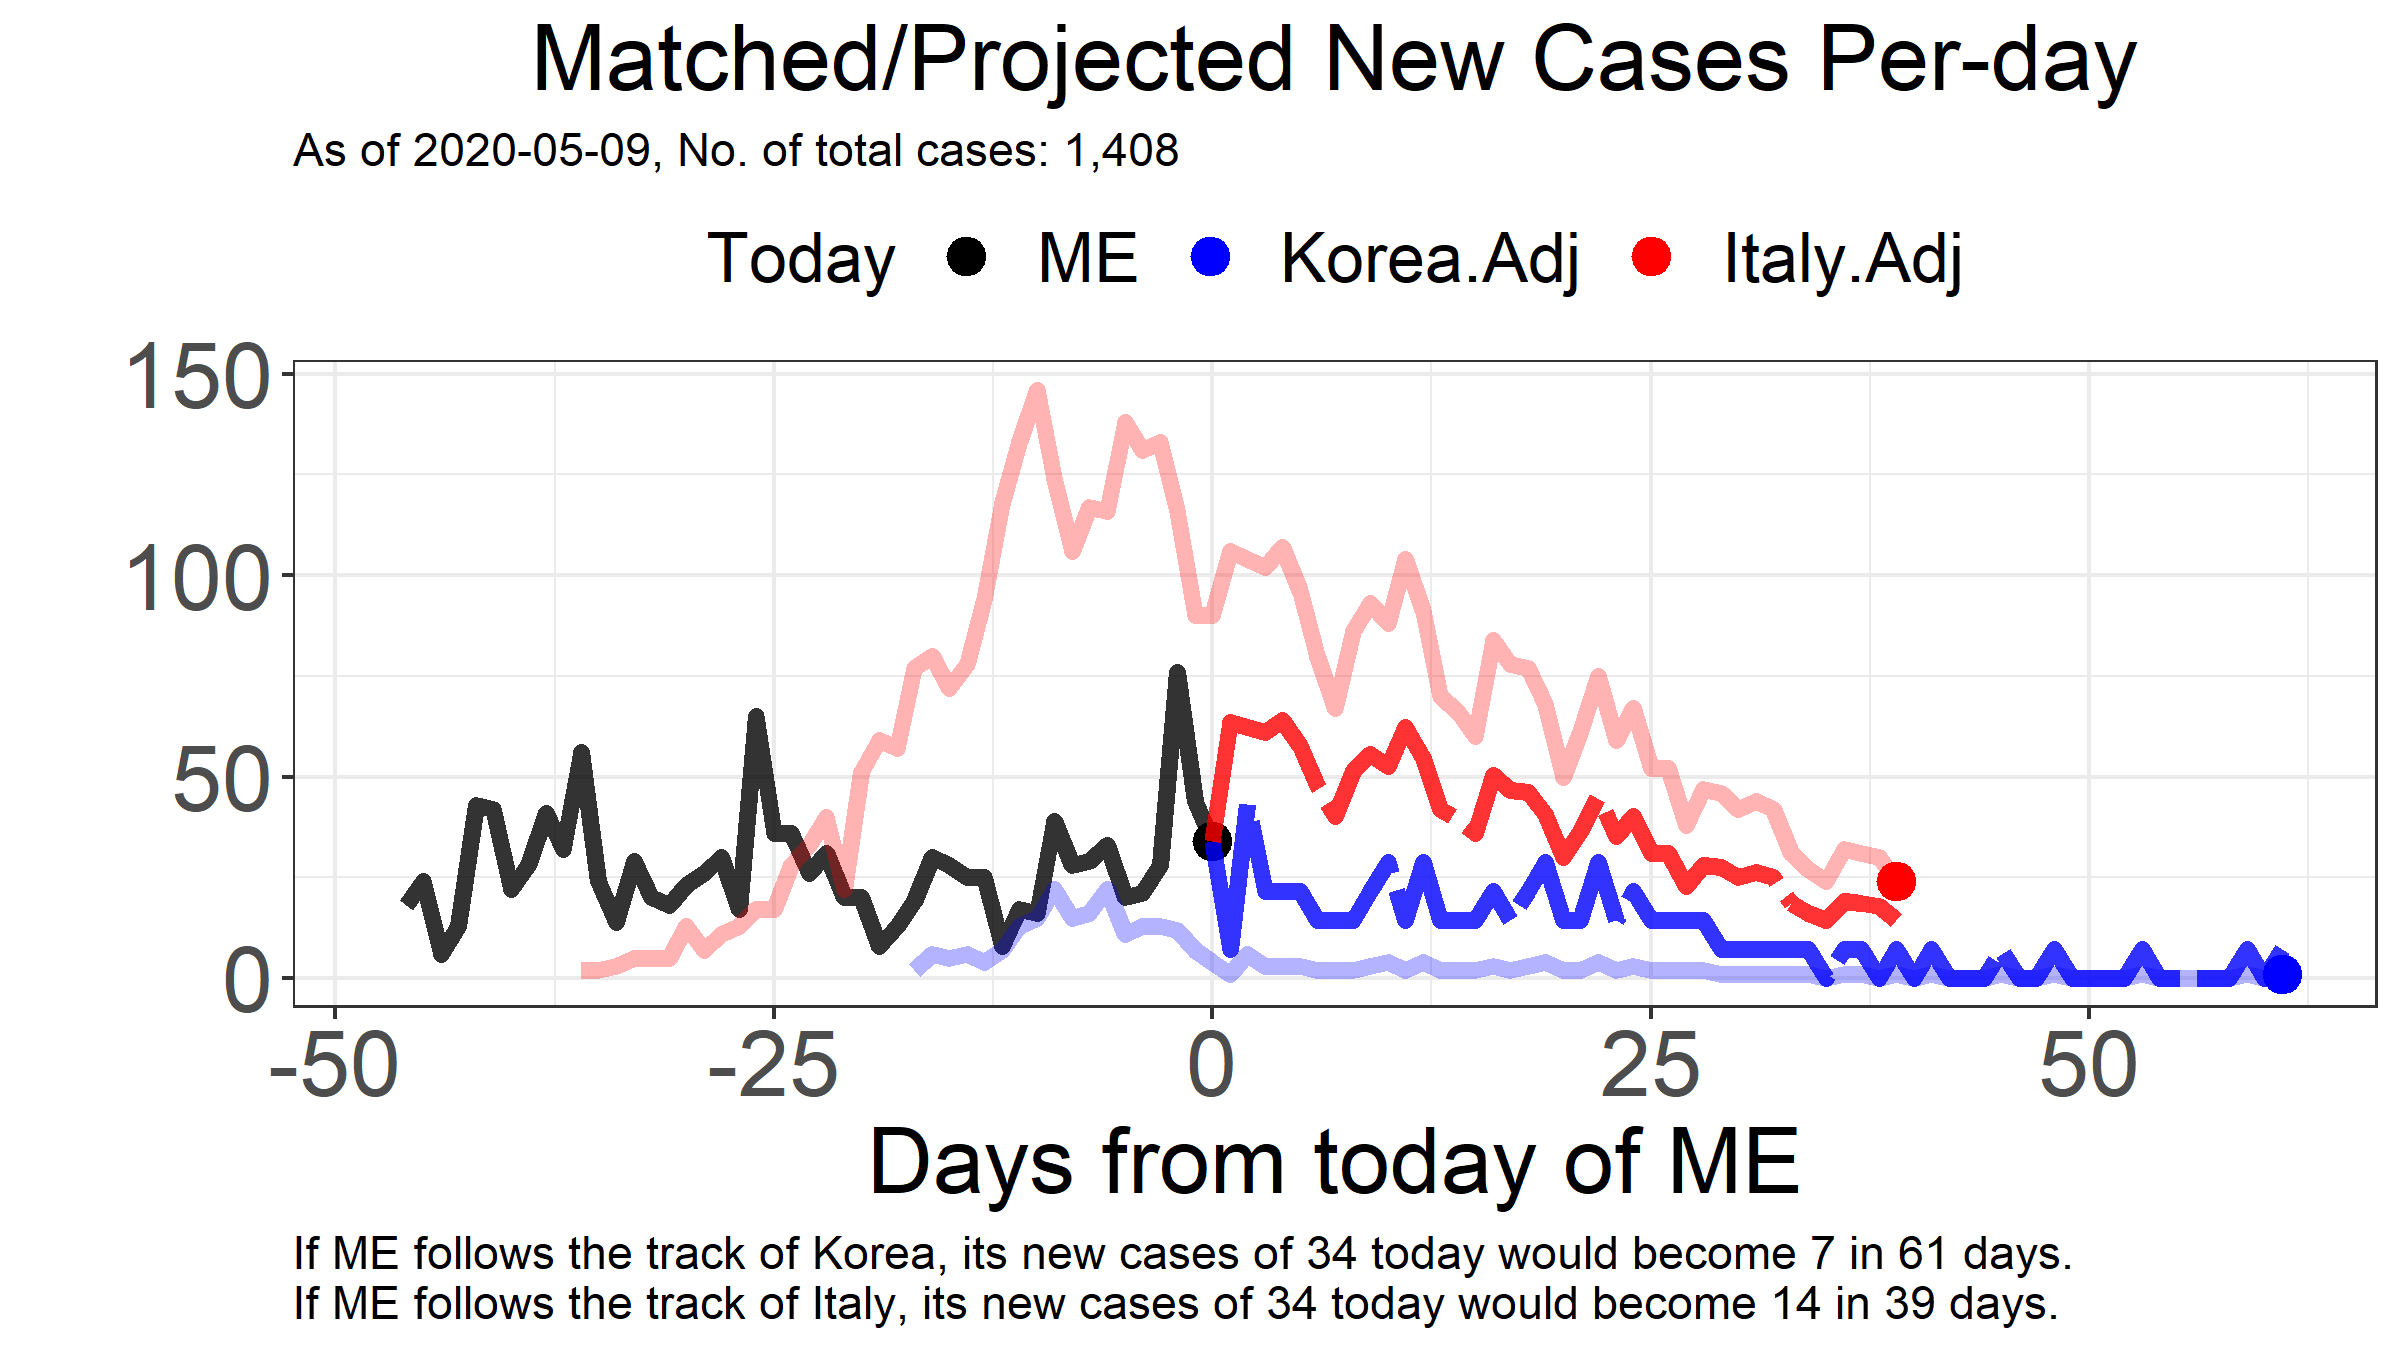 Matched/Projected New Cases Per-day
As of 2020-05-09, No. of total cases: 1,408
Today ME Korea.Adj Italy.Adj
150
100
50
0
-50 -25 0 25 50
Days from today of ME
If ME follows the track of Korea, its new cases of 34 today would become 7 in 61 days.
If ME follows the track of Italy, its new cases of 34 today would become 14 in 39 days.